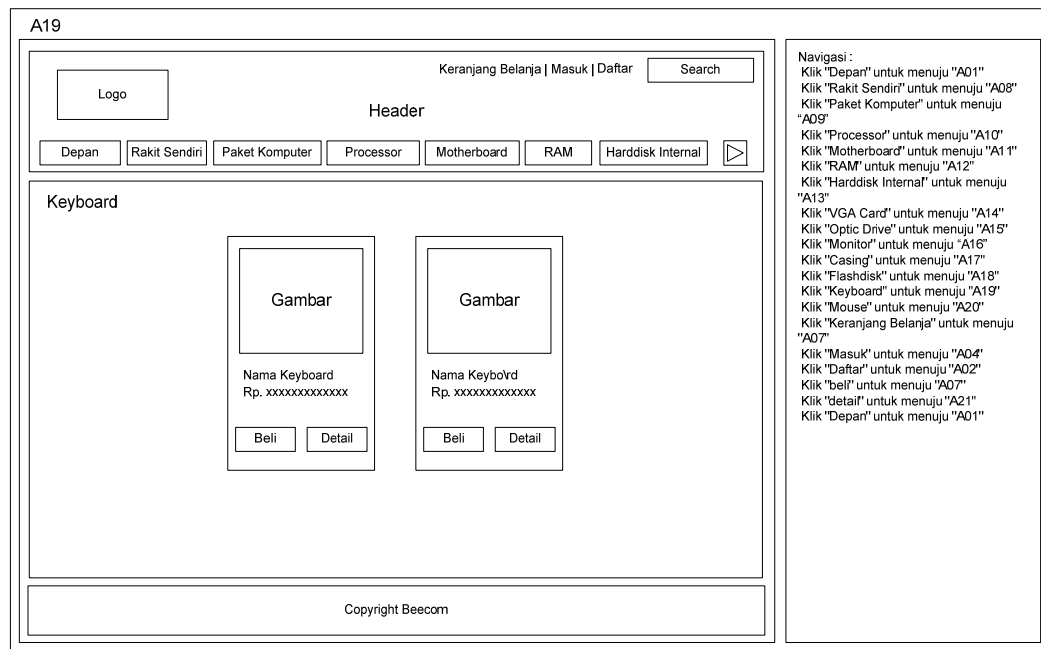 A19
Keranjang Belanja | Masuk | Daftar
Search
Logo
Header
Depan
Rakit Sendiri
Paket Komputer
Processor
Motherboard
RAM
Harddisk Internal
Keyboard
Gambar
Nama Keyboard
Rp. xxxxxxxxxxxxx
Beli
Detail
Gambar
Nama Keybo\rd
Rp. xxxxxxxxxxxxx
Beli
Detail
Copyright Beecom
Navigasi :
Klik "Depan" untuk menuju "A01"
Klik "Rakit Sendiri" untuk menuju "A08"
Klik "Paket Komputer" untuk menuju
“A09”
Klik "Processor" untuk menuju "A10"
Klik "Motherboard" untuk menuju "A11"
Klik "RAM" untuk menuju "A12"
Klik "Harddisk Internal" untuk menuju
"A13"
Klik "VGA Card" untuk menuju "A14"
Klik "Optic Drive" untuk menuju "A15"
Klik "Monitor" untuk menuju “A16”
Klik "Casing" untuk menuju "A17"
Klik "Flashdisk" untuk menuju "A18"
Klik "Keyboard" untuk menuju "A19"
Klik "Mouse" untuk menuju "A20"
Klik "Keranjang Belanja" untuk menuju
"A07"
Klik "Masuk" untuk menuju "A04"
Klik "Daftar" untuk menuju "A02"
Klik "beli" untuk menuju "A07"
Klik "detail" untuk menuju "A21"
Klik "Depan" untuk menuju "A01"